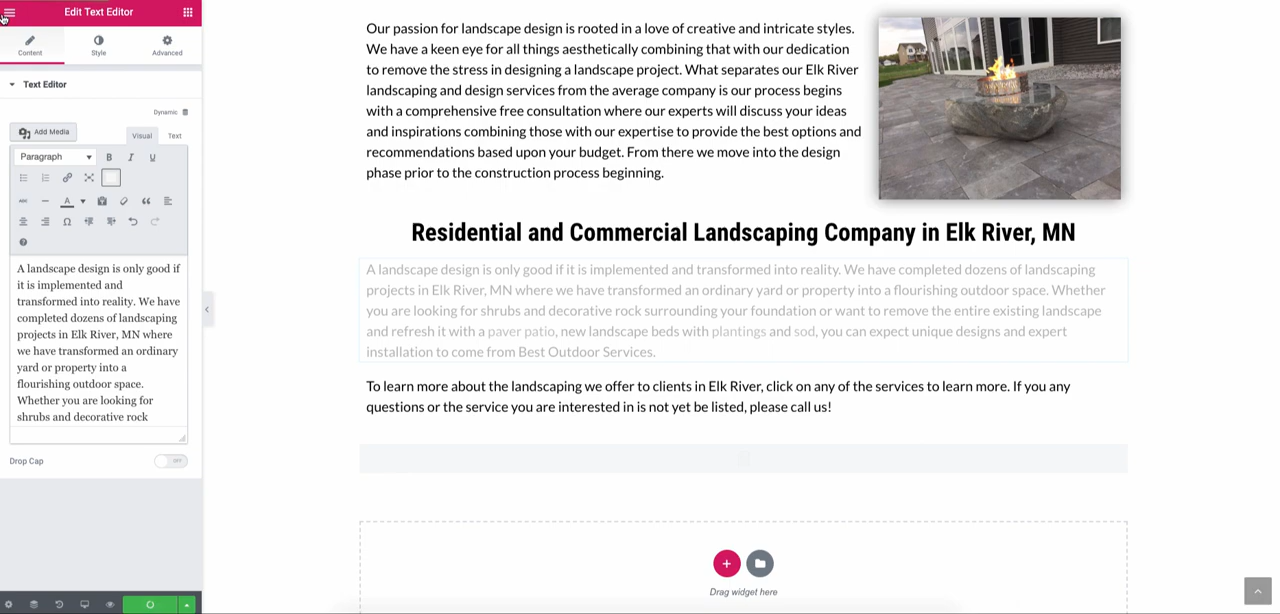 Edit Text Editor
Content
Style
Advanced
Text Editor
Dynamic
Add Media
Visual
Text
Paragraph
B
I
U
ABC
A
A landscape design is only good if
it is implemented and
transformed into reality. We have
completed dozens of landscaping
projects in Elk River, MN where
we have transformed an ordinary
yard or property into a
flourishing outdoor space.
Whether you are looking for
shrubs and decorative rock
Drop Cap
OFF
Our passion for landscape design is rooted in a love of creative and intricate styles.
We have a keen eye for all things aesthetically combining that with our dedication
to remove the stress in designing a landscape project. What separates our Elk River
landscaping and design services from the average company is our process begins
with a comprehensive free consultation where our experts will discuss your ideas
and inspirations combining those with our expertise to provide the best options and
recommendations based upon your budget. From there we move into the design
phase prior to the construction process beginning.
Residential and Commercial Landscaping Company in Elk River, MN
A landscape design is only good if it is implemented and transformed into reality. We have completed dozens of landscaping
projects in Elk River, MN where we have transformed an ordinary yard or property into a flourishing outdoor space. Whether
you are looking for shrubs and decorative rock surrounding your foundation or want to remove the entire existing landscape
and refresh it with a paver patio, new landscape beds with plantings and sod, you can expect unique designs and expert
installation to come from Best Outdoor Services.
To learn more about the landscaping we offer to clients in Elk River, click on any of the services to learn more. If you any
questions or the service you are interested in is not yet be listed, please call us!
Drag widget here